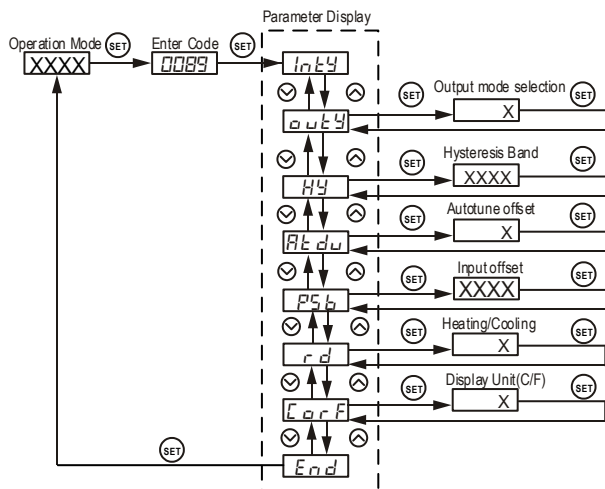 Parameter Display
Operation Mode SET Enter Code SET
XXXX 0089 IntY
SET Output mode selection SET
outY X
SET Hysteresis Band SET
HY XXXX
SET Autotune offset SET
Atdu X
SET Input offset SET
PSb XXXX
SET Heating/Cooling SET
rd X
SET Display Unit(C/F) SET
CorF X
SET
End